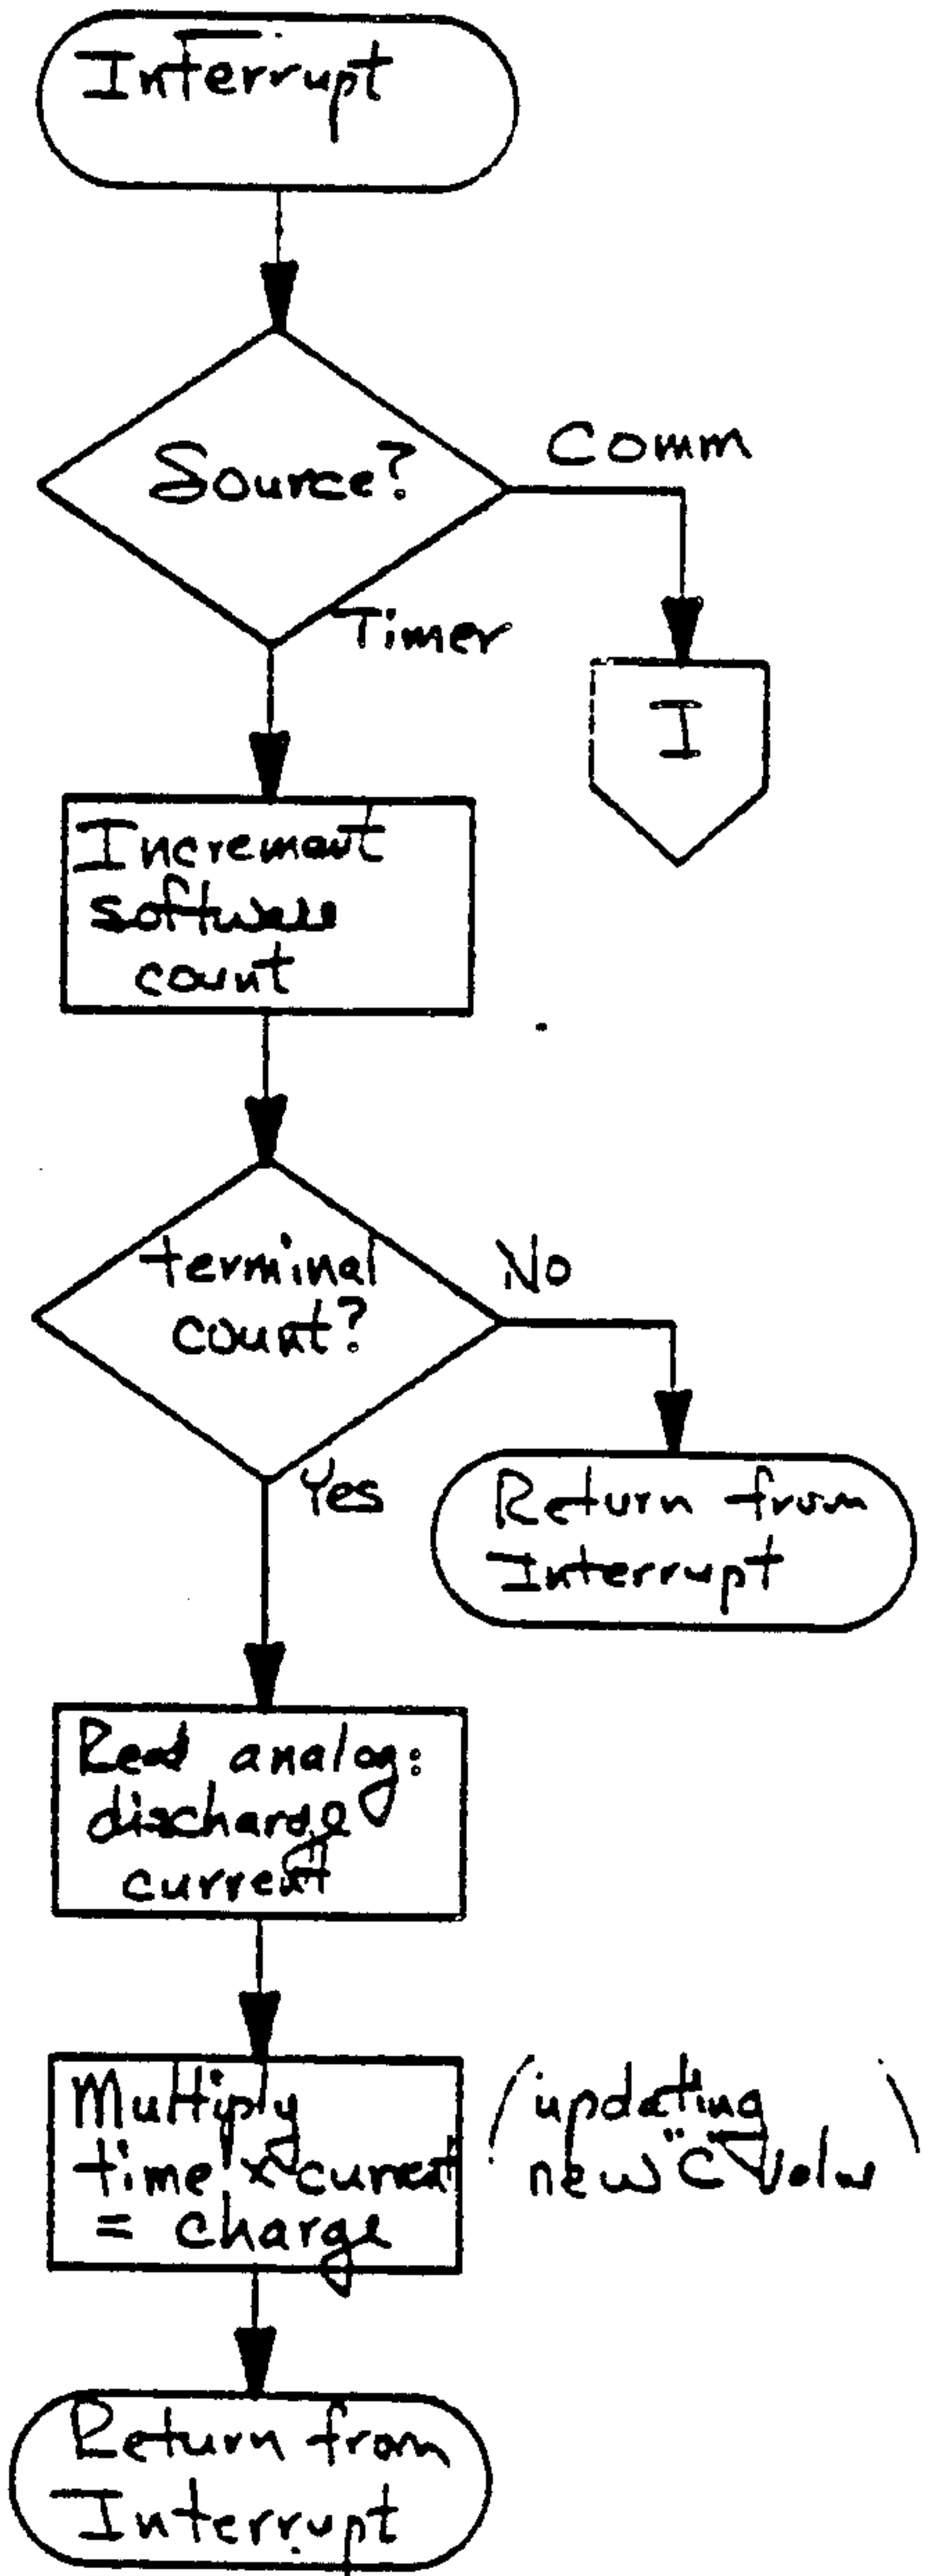 Interrupt
Source?
Comm
Timer
I
Increment
software
count
terminal
count?
No
Yes
Return from
Interrupt
Read analog:
discharge
current
Multiply
time x current
= charge
(updating
new "C" Value)
Return from
Interrupt